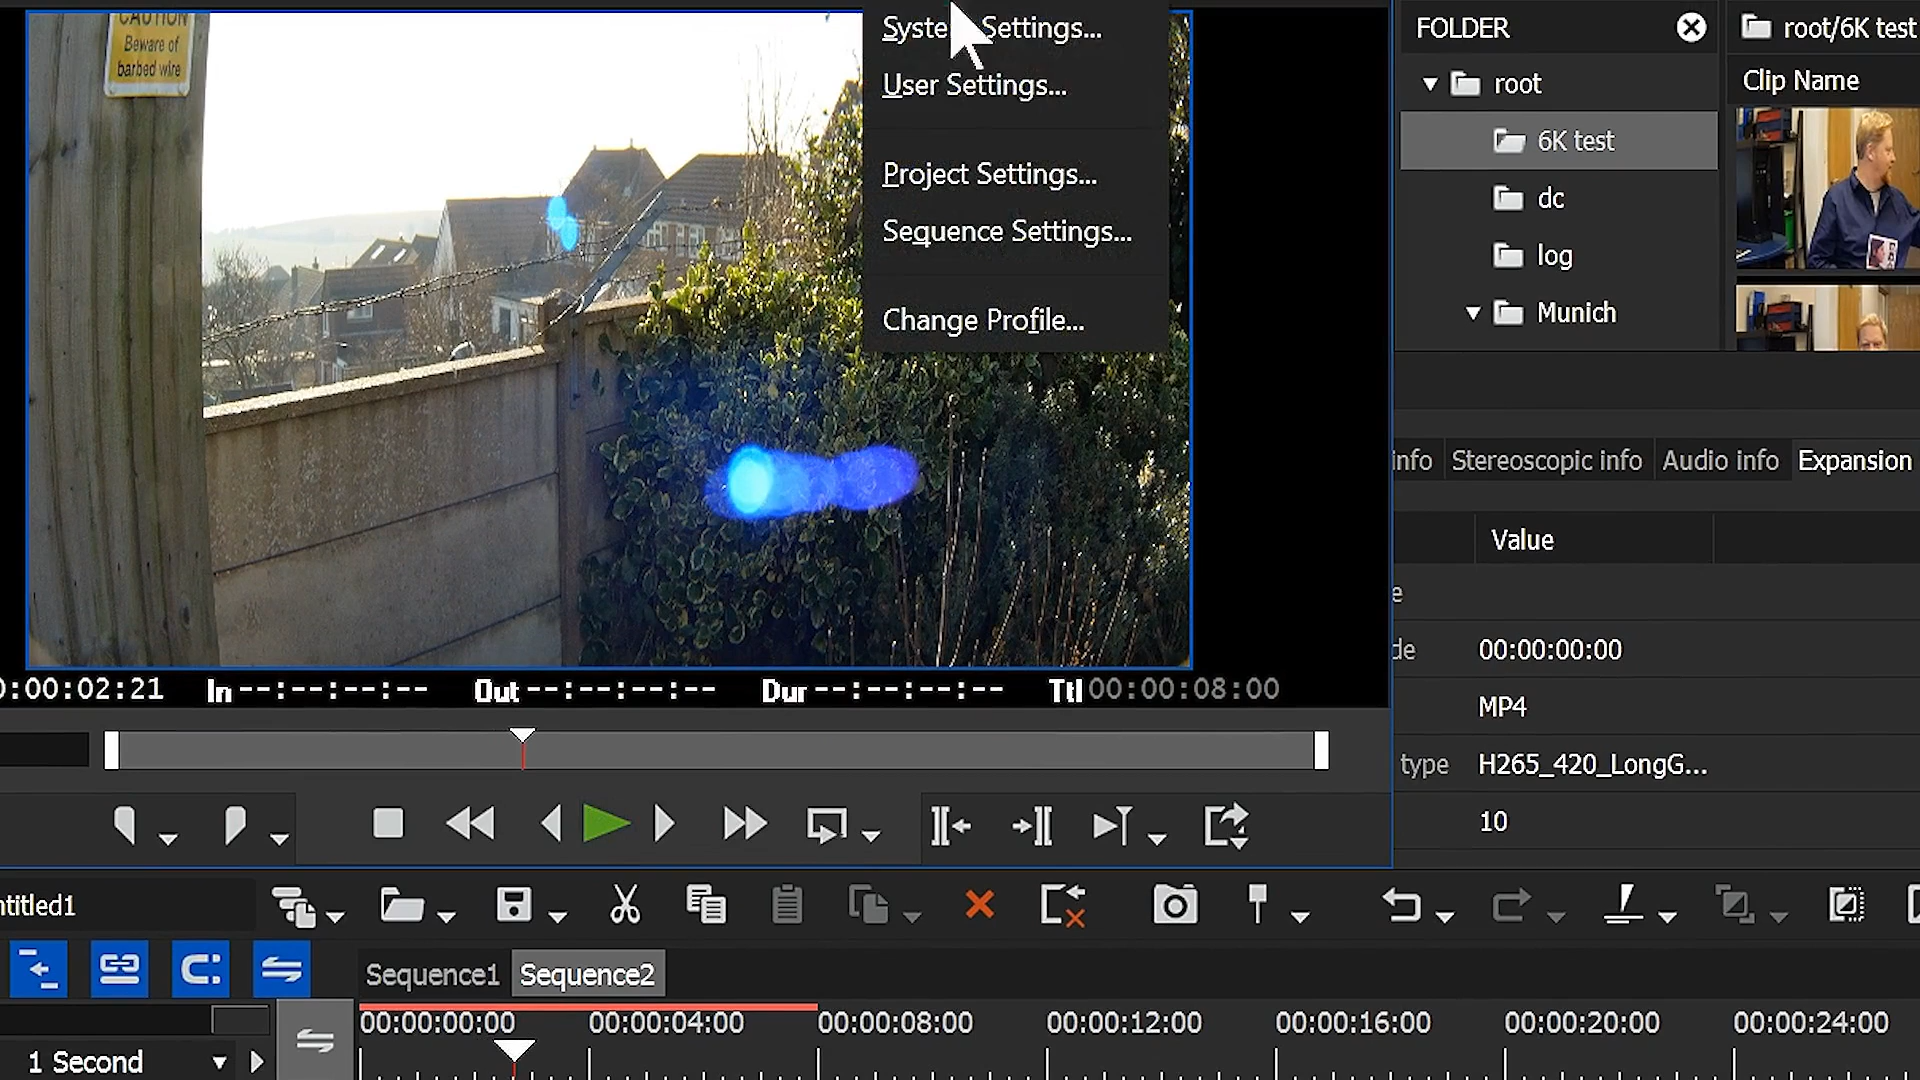 CAUTION
Beware of
barbed wire
System Settings...
User Settings...
Project Settings...
Sequence Settings...
Change Profile...
FOLDER
root
6K test
dc
log
Munich
root/6K test
Clip Name
info
Stereoscopic info
Audio info
Expansion
Value
e
de
00:00:00:00
MP4
type
H265_420_LongG...
10
0:00:02:21
In--:--:--:--
Out--:--:--:--
Dur--:--:--:--
Ttl00:00:08:00
ntitled1
Sequence1
Sequence2
00:00:00:00
00:00:04:00
00:00:08:00
00:00:12:00
00:00:16:00
00:00:20:00
00:00:24:00
1 Second